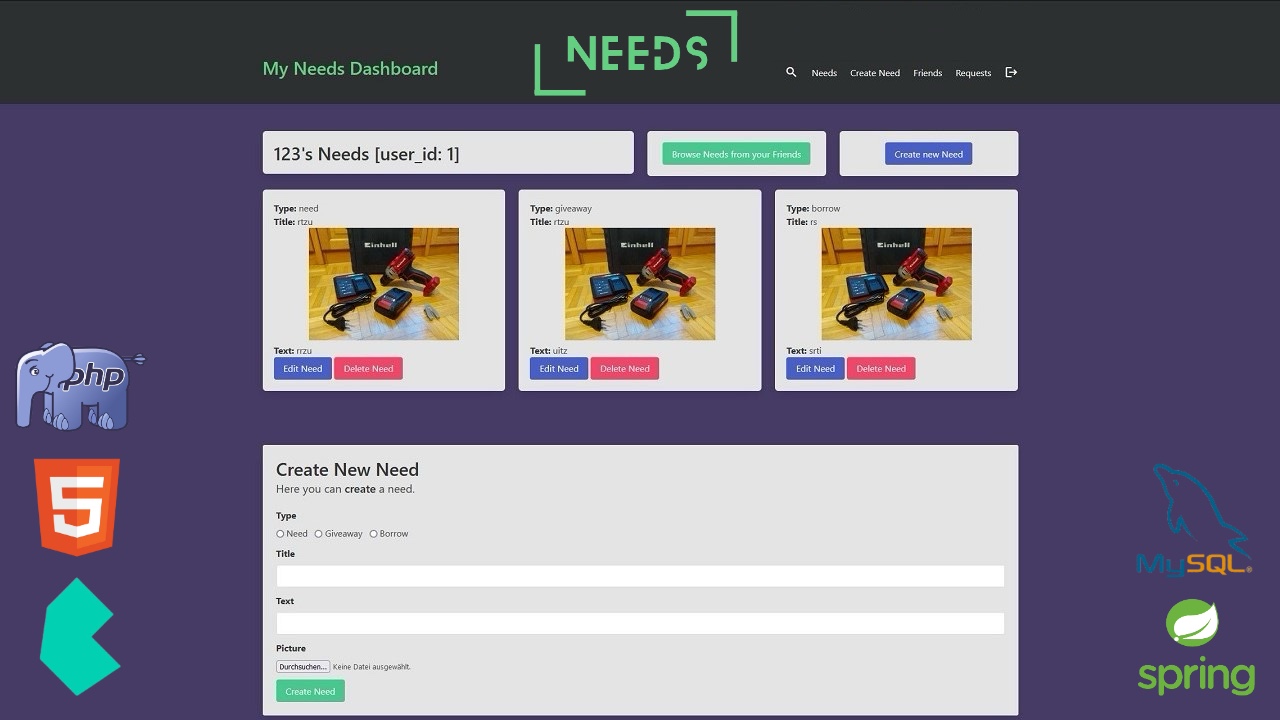 NEEDS
My Needs Dashboard
Needs Create Need Friends Requests
123's Needs [user_id: 1]
Browse Needs from your Friends
Create new Need
Type: need
Title: rtzu
Einhell
Text: rrzu
Edit Need Delete Need
Type: giveaway
Title: rtzu
Einhell
Text: uitz
Edit Need Delete Need
Type: borrow
Title: rs
Einhell
Text: srti
Edit Need Delete Need
php
5
Create New Need
Here you can create a need.
Type
Need Giveaway Borrow
Title
Text
Picture
Durchsuchen... Keine Datei ausgewählt.
Create Need
MySQL®
spring